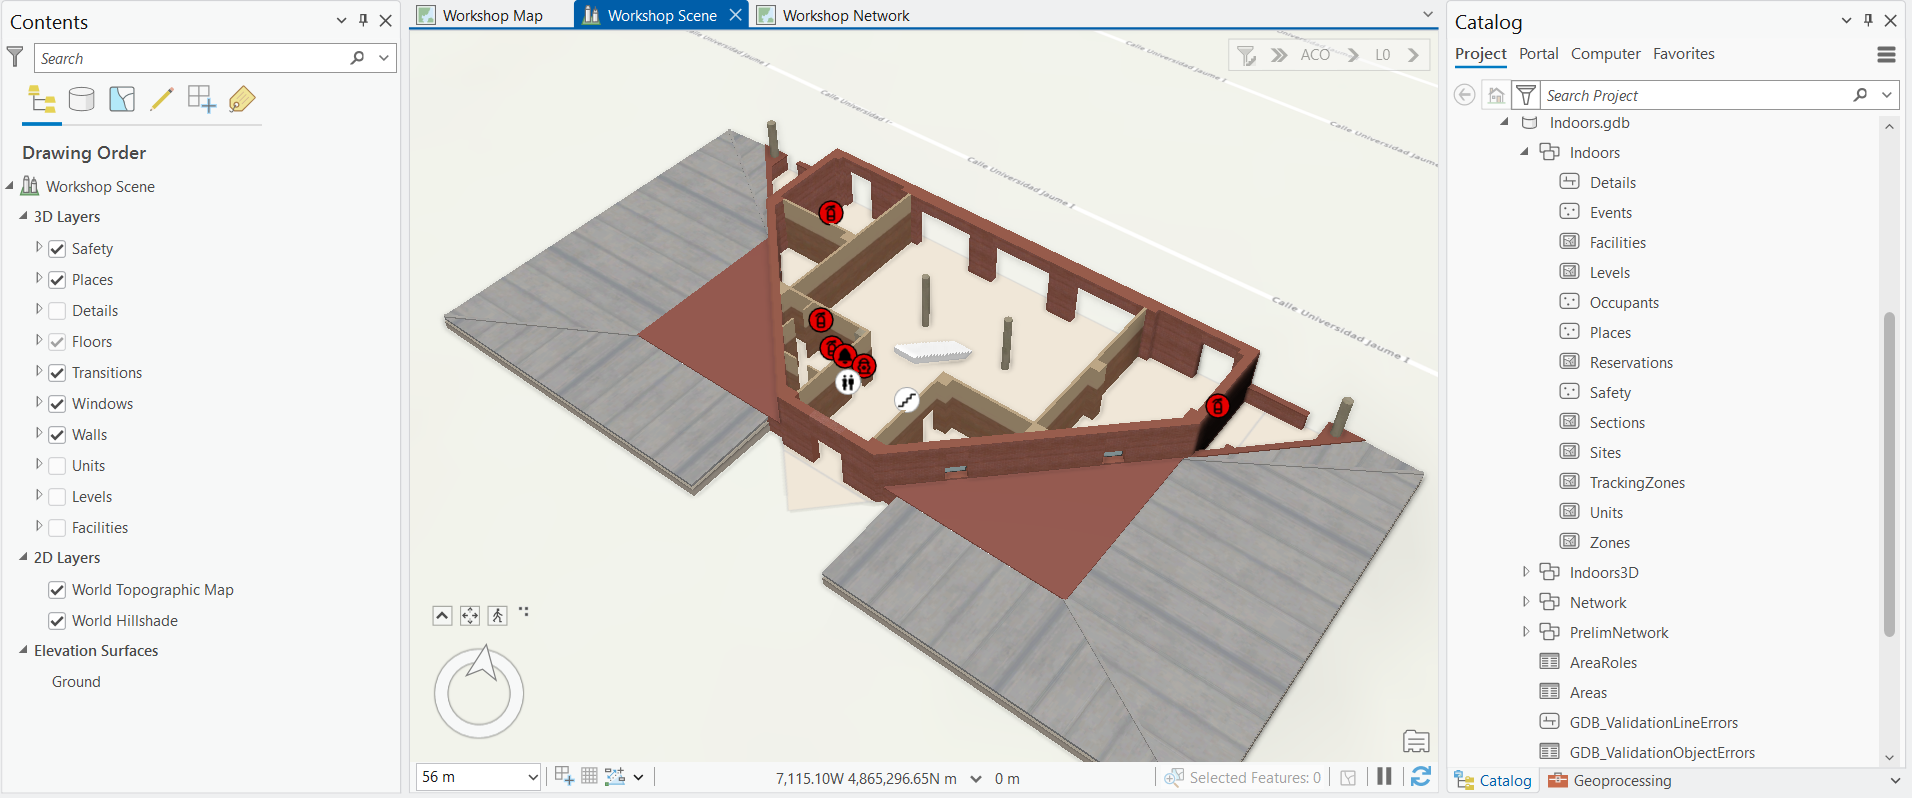 Contents
Search
Drawing Order
Workshop Scene
3D Layers
Safety
Places
Details
Floors
Transitions
Windows
Walls
Units
Levels
Facilities
2D Layers
World Topographic Map
World Hillshade
Elevation Surfaces
Ground
Workshop Map
Workshop Scene
Workshop Network
ACO
L0
Calle Universidad Jaume I
Calle Universidad Jaume I
Calle Universidad Jaume I
Calle Universidad Jaume I
Calle Universidad Jaume I
56 m
7,115.10W 4,865,296.65N m
0 m
Selected Features: 0
Catalog
Project
Portal
Computer
Favorites
Search Project
Indoors.gdb
Indoors
Details
Events
Facilities
Levels
Occupants
Places
Reservations
Safety
Sections
Sites
TrackingZones
Units
Zones
Indoors3D
Network
PrelimNetwork
AreaRoles
Areas
GDB_ValidationLineErrors
GDB_ValidationObjectErrors
Catalog
Geoprocessing